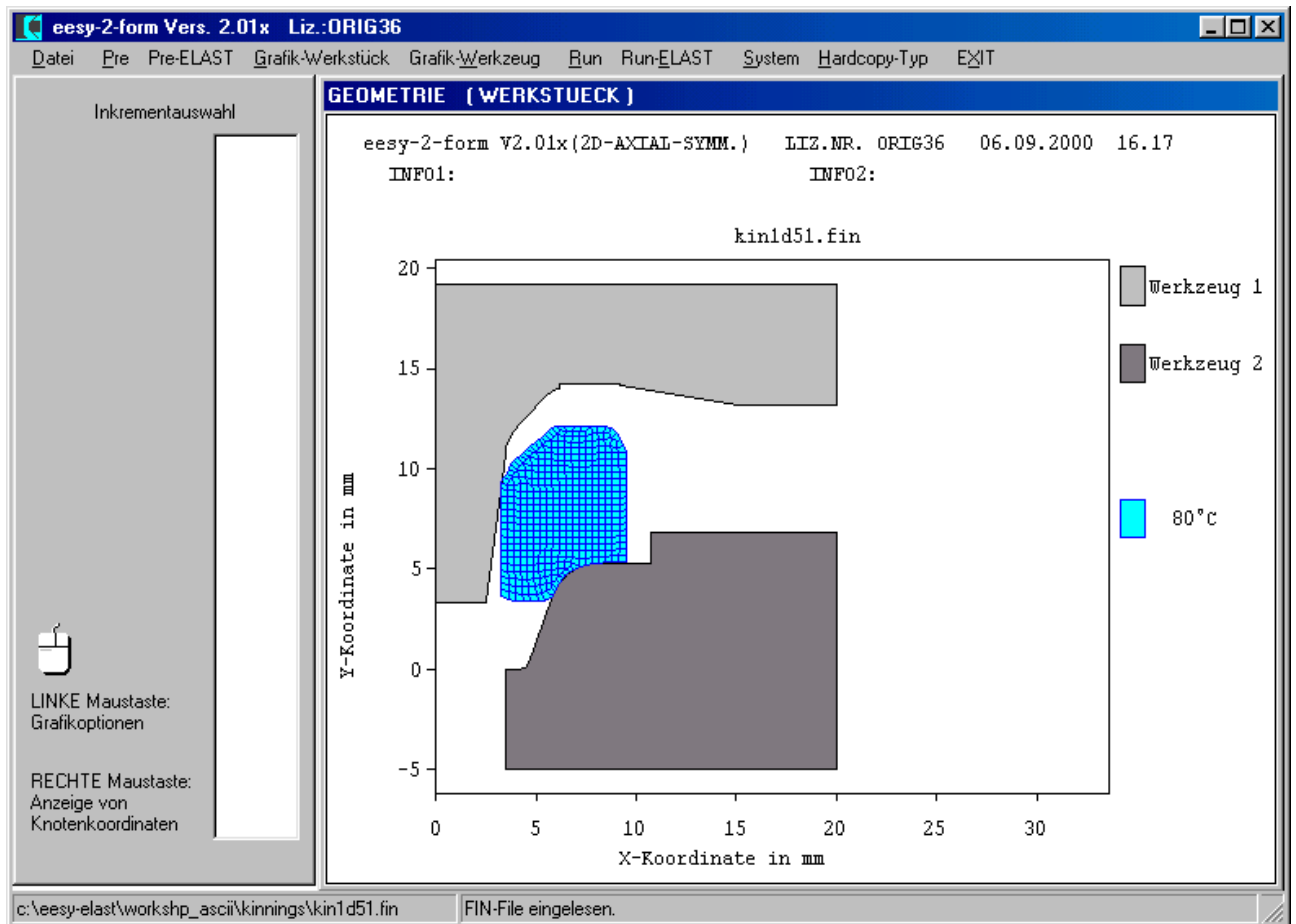 eesy-2-form Vers. 2.01x Liz.:ORIG36
Datei Pre Pre-ELAST Grafik-Werkstück Grafik-Werkzeug Run Run-ELAST System Hardcopy-Typ EXIT
Inkrementauswahl
LINKE Maustaste:
Grafikoptionen
RECHTE Maustaste:
Anzeige von
Knotenkoordinaten
GEOMETRIE ( WERKSTUECK )
eesy-2-form V2.01x(2D-AXIAL-SYMM.) LIZ.NR. ORIG36 06.09.2000 16.17
INFO1: INFO2:
kin1d51.fin
20
15
10
5
0
-5
Y-Koordinate in mm
0 5 10 15 20 25 30
X-Koordinate in mm
Werkzeug 1
Werkzeug 2
80°C
c:\eesy-elast\workshp_ascii\kinnings\kin1d51.fin FIN-File eingelesen.